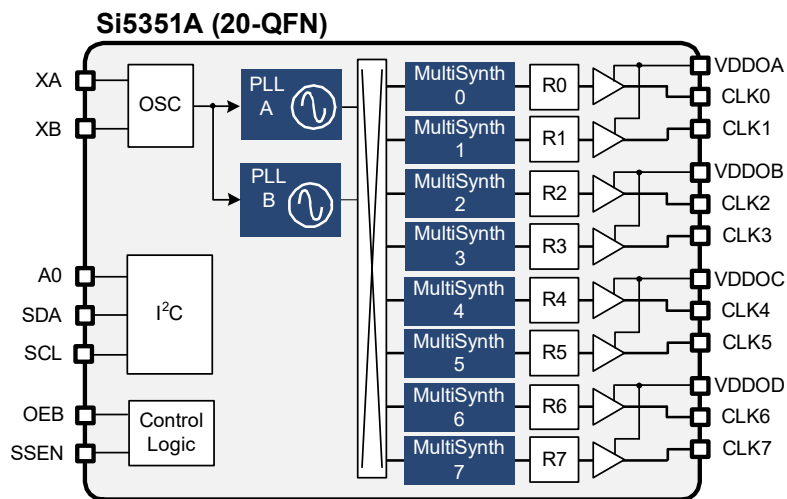 Si5351A (20-QFN)
XA
XB
OSC
PLL
A
PLL
B
A0
SDA
SCL
I²C
OEB
SSEN
Control
Logic
MultiSynth
0
R0
MultiSynth
1
R1
MultiSynth
2
R2
MultiSynth
3
R3
MultiSynth
4
R4
MultiSynth
5
R5
MultiSynth
6
R6
MultiSynth
7
R7
VDDOA
CLK0
CLK1
VDDOB
CLK2
CLK3
VDDOC
CLK4
CLK5
VDDOD
CLK6
CLK7